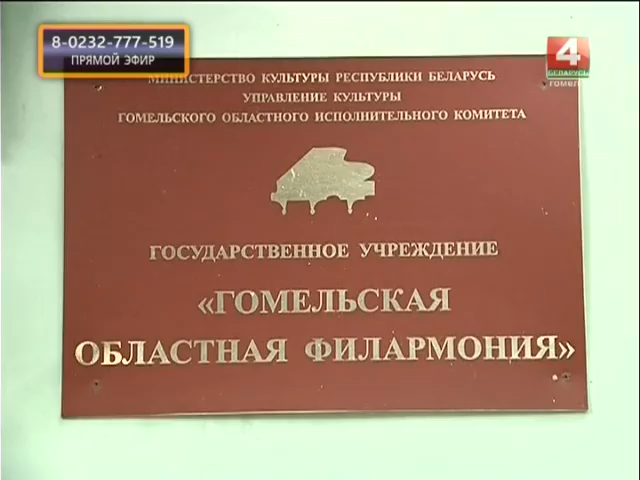 8-0232-777-519
ПРЯМОЙ ЭФИР
4
БЕЛАРУСЬ
ГОМЕЛЬ
МИНИСТЕРСТВО КУЛЬТУРЫ РЕСПУБЛИКИ БЕЛАРУСЬ
УПРАВЛЕНИЕ КУЛЬТУРЫ
ГОМЕЛЬСКОГО ОБЛАСТНОГО ИСПОЛНИТЕЛЬНОГО КОМИТЕТА
ГОСУДАРСТВЕННОЕ УЧРЕЖДЕНИЕ
«ГОМЕЛЬСКАЯ
ОБЛАСТНАЯ ФИЛАРМОНИЯ»